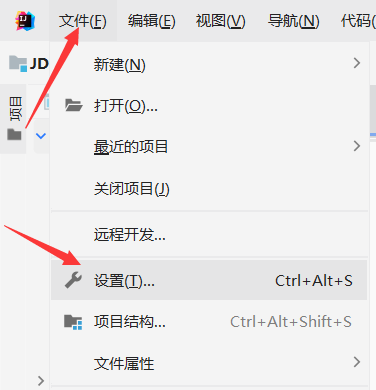 文件(F) 编辑(E) 视图(V) 导航(N) 代码
JD
项目
新建(N)
打开(O)...
最近的项目
关闭项目(J)
远程开发...
设置(T)... Ctrl+Alt+S
项目结构... Ctrl+Alt+Shift+S
文件属性